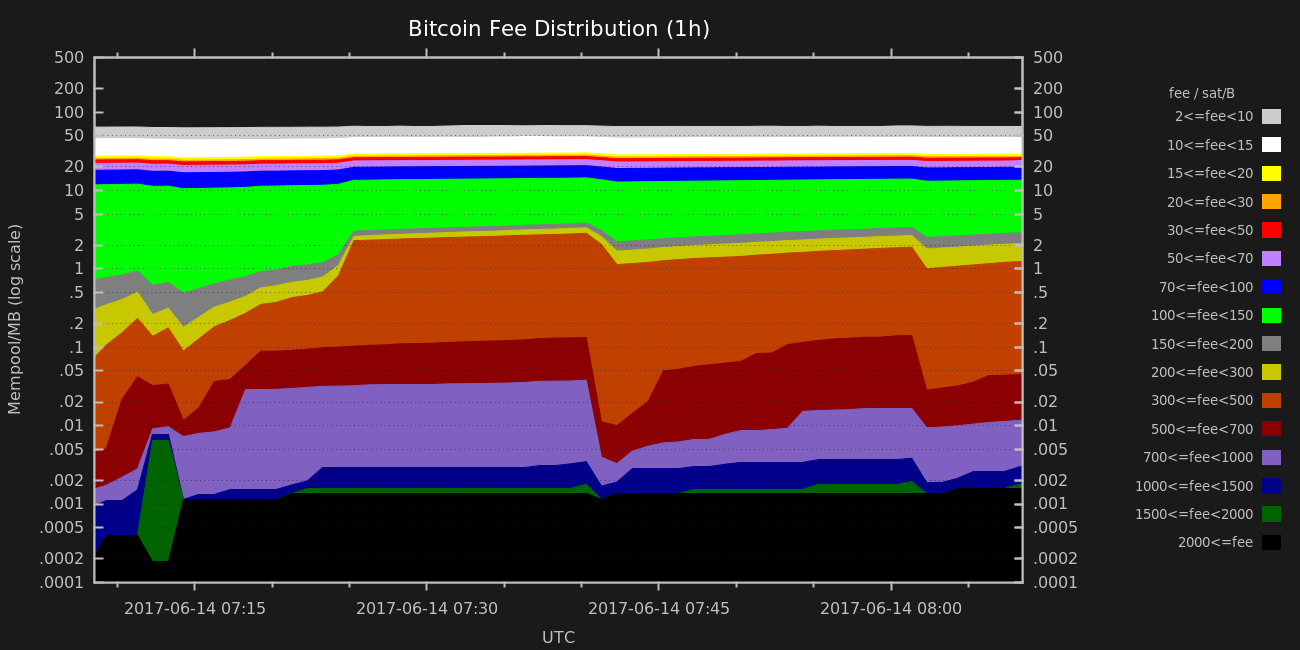 Bitcoin Fee Distribution (1h)
500
200
100
50
20
10
5
2
1
.5
.2
.1
.05
.02
.01
.005
.002
.001
.0005
.0002
.0001
Mempool/MB (log scale)
500
200
100
50
20
10
5
2
1
.5
.2
.1
.05
.02
.01
.005
.002
.001
.0005
.0002
.0001
fee / sat/B
2<=fee<10
10<=fee<15
15<=fee<20
20<=fee<30
30<=fee<50
50<=fee<70
70<=fee<100
100<=fee<150
150<=fee<200
200<=fee<300
300<=fee<500
500<=fee<700
700<=fee<1000
1000<=fee<1500
1500<=fee<2000
2000<=fee
2017-06-14 07:15 2017-06-14 07:30 2017-06-14 07:45 2017-06-14 08:00
UTC